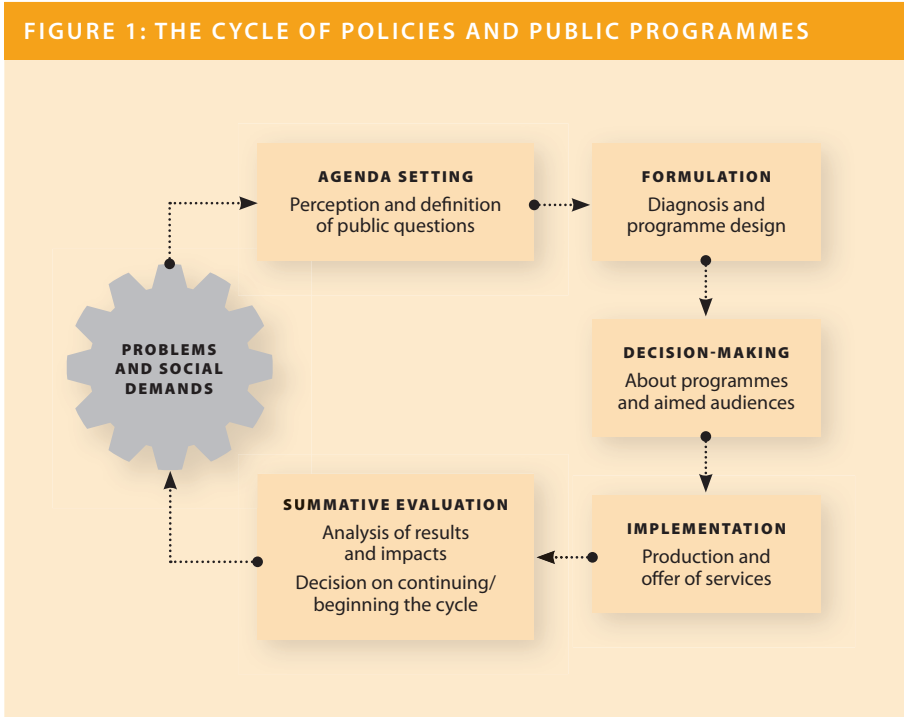 FIGURE 1: THE CYCLE OF POLICIES AND PUBLIC PROGRAMMES
AGENDA SETTING
Perception and definition
of public questions
FORMULATION
Diagnosis and
programme design
PROBLEMS
AND SOCIAL
DEMANDS
DECISION-MAKING
About programmes
and aimed audiences
SUMMATIVE EVALUATION
Analysis of results
and impacts
Decision on continuing/
beginning the cycle
IMPLEMENTATION
Production and
offer of services